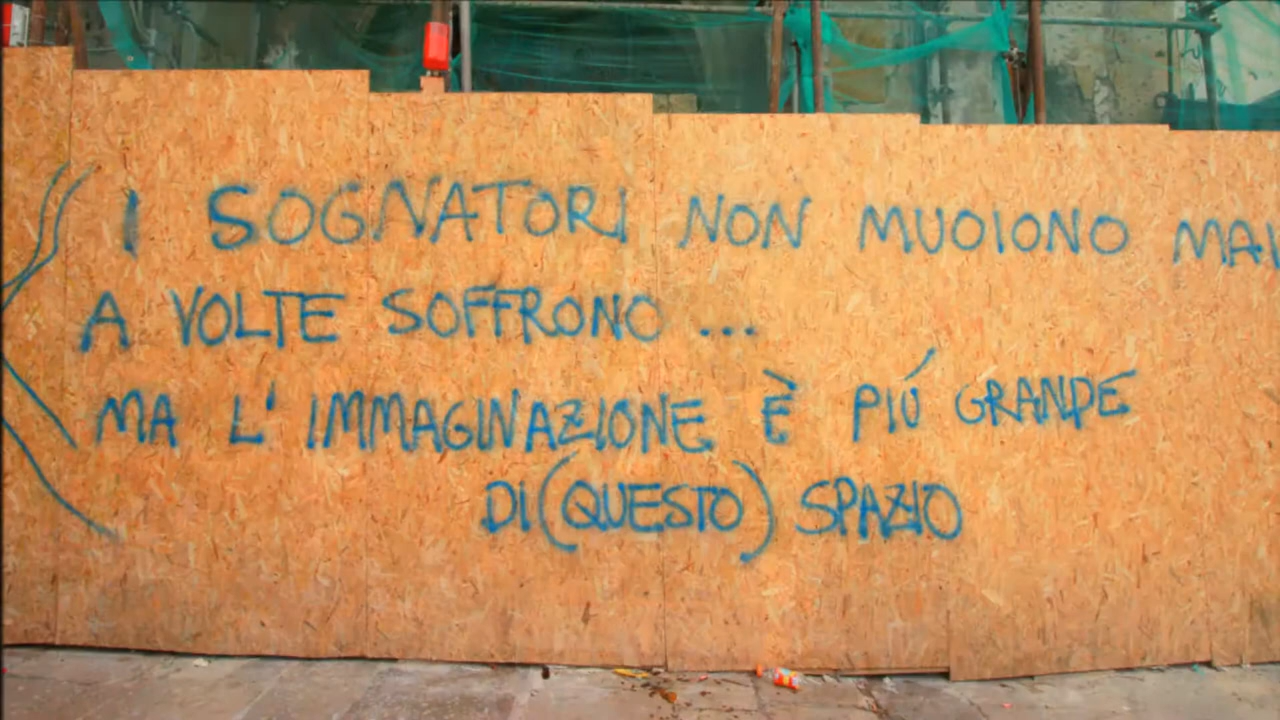 I SOGNATORI NON MUOIONO MAI
A VOLTE SOFFRONO ...
MA L' IMMAGINAZIONE È PIÚ GRANDE
DI (QUESTO) SPAZIO